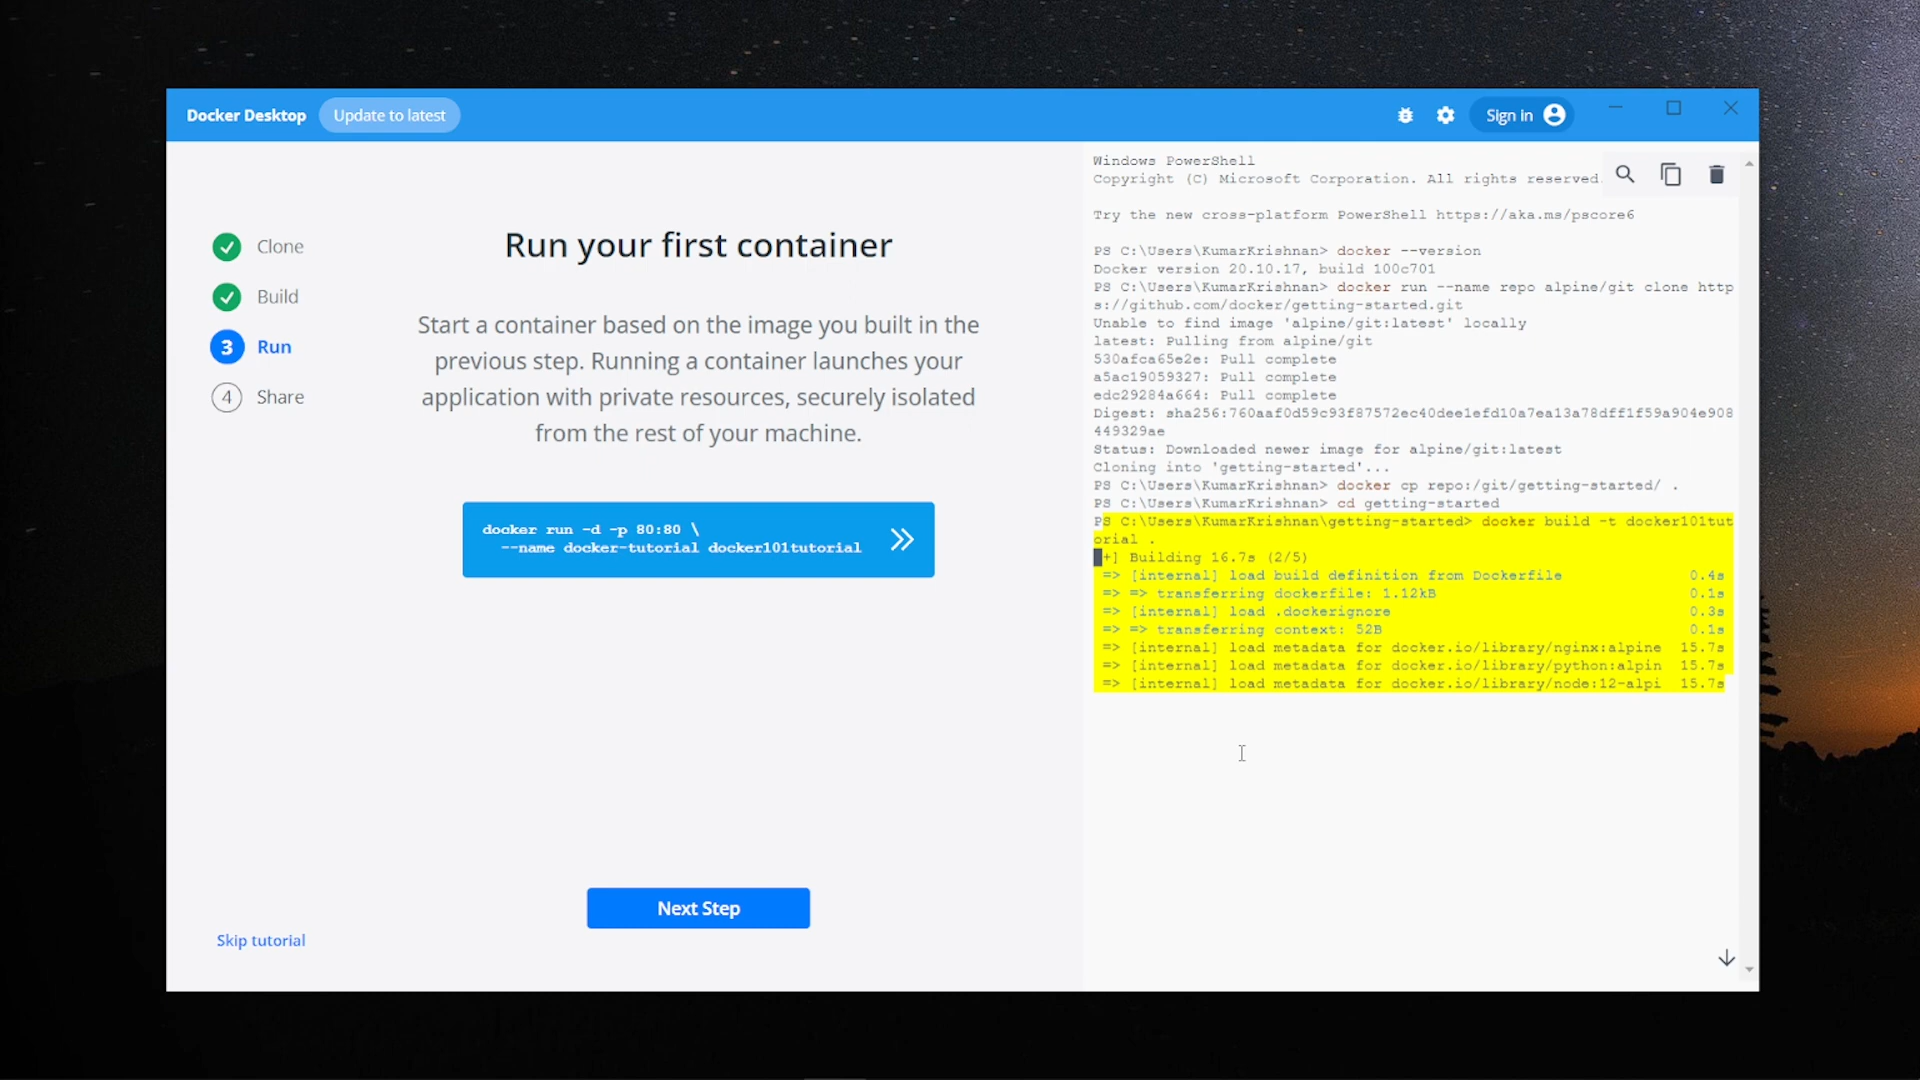 Docker Desktop
Update to latest
Sign in
Clone
Build
3 Run
4 Share
Run your first container
Start a container based on the image you built in the
previous step. Running a container launches your
application with private resources, securely isolated
from the rest of your machine.
docker run -d -p 80:80 \
--name docker-tutorial docker101tutorial
Next Step
Skip tutorial
Windows PowerShell
Copyright (C) Microsoft Corporation. All rights reserved.
Try the new cross-platform PowerShell https://aka.ms/pscore6
PS C:\Users\KumarKrishnan> docker --version
Docker version 20.10.17, build 100c701
PS C:\Users\KumarKrishnan> docker run --name repo alpine/git clone http
s://github.com/docker/getting-started.git
Unable to find image 'alpine/git:latest' locally
latest: Pulling from alpine/git
530afca65e2e: Pull complete
a5ac19059327: Pull complete
edc29284a664: Pull complete
Digest: sha256:760aaf0d59c93f87572ec40dee1efd10a7ea13a78dff1f59a904e908
449329ae
Status: Downloaded newer image for alpine/git:latest
Cloning into 'getting-started'...
PS C:\Users\KumarKrishnan> docker cp repo:/git/getting-started/ .
PS C:\Users\KumarKrishnan> cd getting-started
PS C:\Users\KumarKrishnan\getting-started> docker build -t docker101tut
orial .
+] Building 16.7s (2/5)
=> [internal] load build definition from Dockerfile 0.4s
=> => transferring dockerfile: 1.12kB 0.1s
=> [internal] load .dockerignore 0.3s
=> => transferring context: 52B 0.1s
=> [internal] load metadata for docker.io/library/nginx:alpine 15.7s
=> [internal] load metadata for docker.io/library/python:alpin 15.7s
=> [internal] load metadata for docker.io/library/node:12-alpi 15.7s